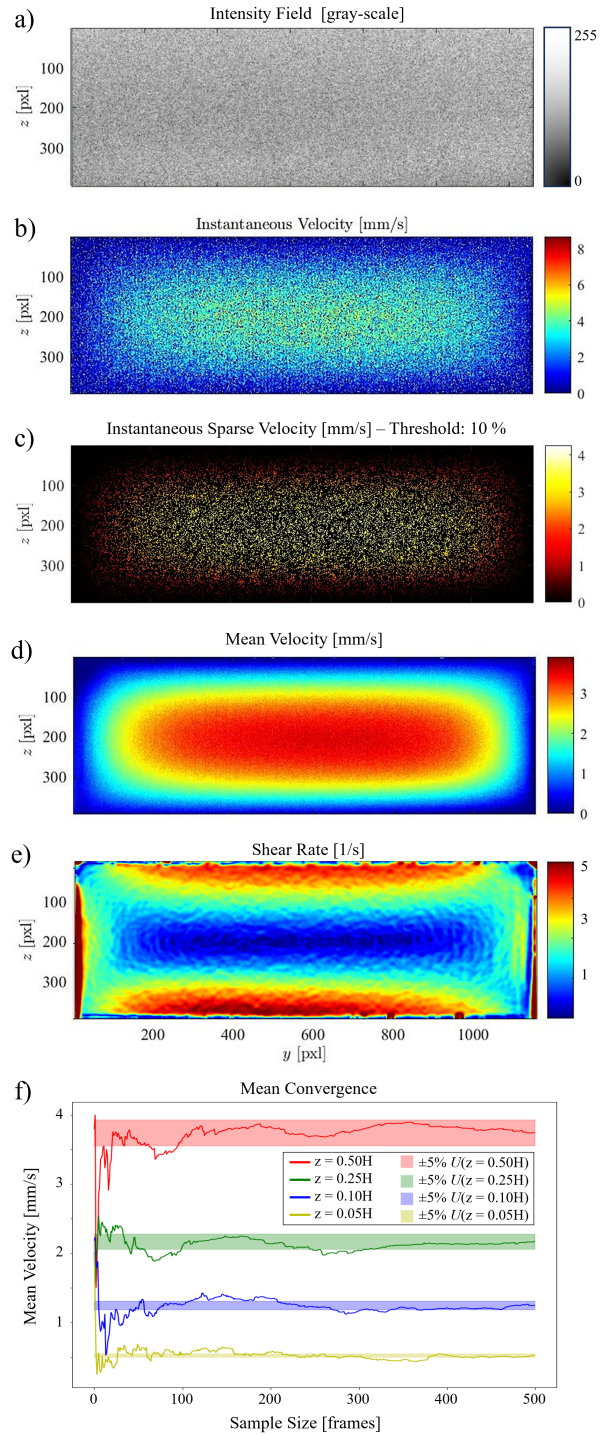 a)
Intensity Field [gray-scale]
255
100
200
300
z [pxl]
0
b)
Instantaneous Velocity [mm/s]
8
100
6
200
z [pxl]
4
300
2
0
c)
Instantaneous Sparse Velocity [mm/s] – Threshold: 10 %
4
100
3
200
z [pxl]
2
300
1
0
d)
Mean Velocity [mm/s]
3
100
2
200
z [pxl]
1
300
0
e)
Shear Rate [1/s]
5
100
3
200
z [pxl]
1
300
200 400 600 800 1000
y [pxl]
f)
Mean Convergence
4
z = 0.50H ±5% U(z = 0.50H)
z = 0.25H ±5% U(z = 0.25H)
z = 0.10H ±5% U(z = 0.10H)
z = 0.05H ±5% U(z = 0.05H)
3
2
1
Mean Velocity [mm/s]
0 100 200 300 400 500
Sample Size [frames]